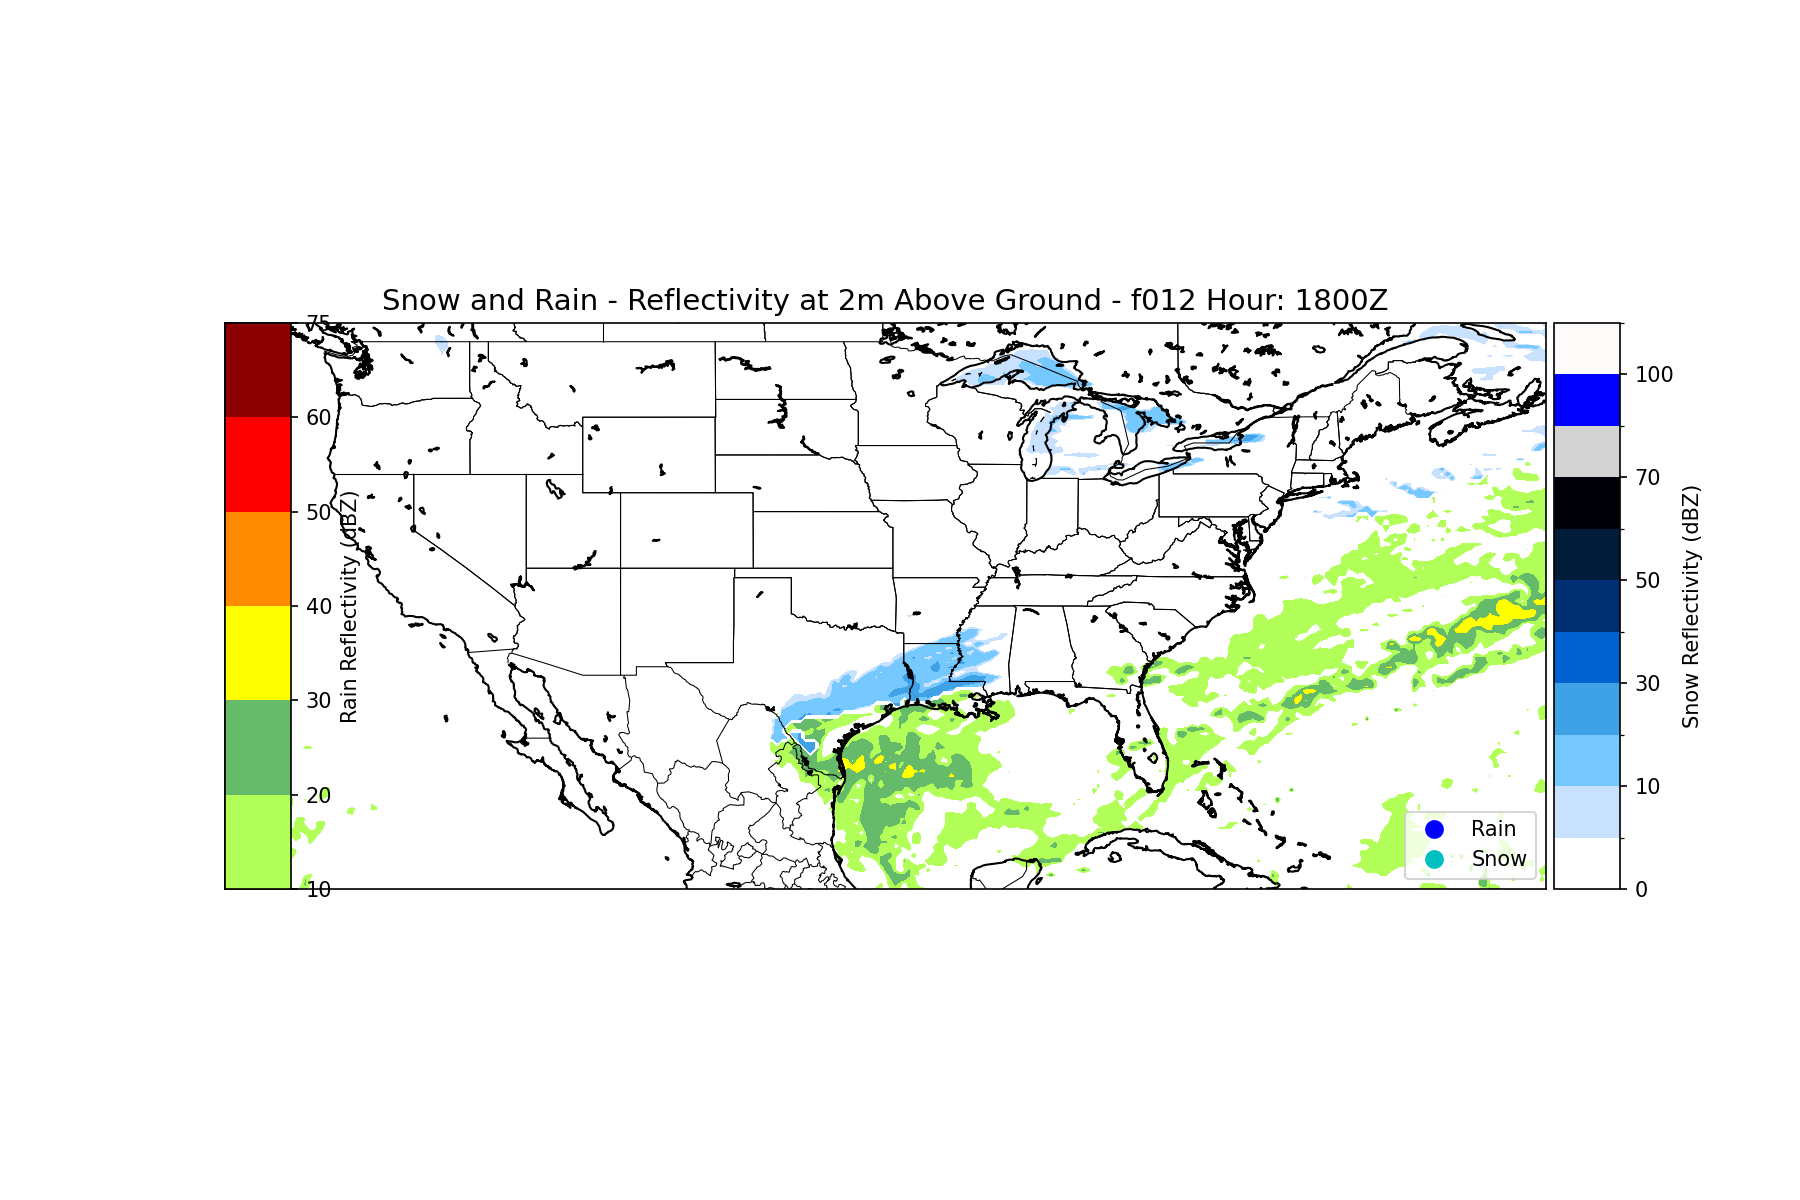 Snow and Rain - Reflectivity at 2m Above Ground - f012 Hour: 1800Z
75
60
50
40
30
20
10
Rain Reflectivity (dBZ)
100
70
50
30
10
0
Snow Reflectivity (dBZ)
Rain
Snow